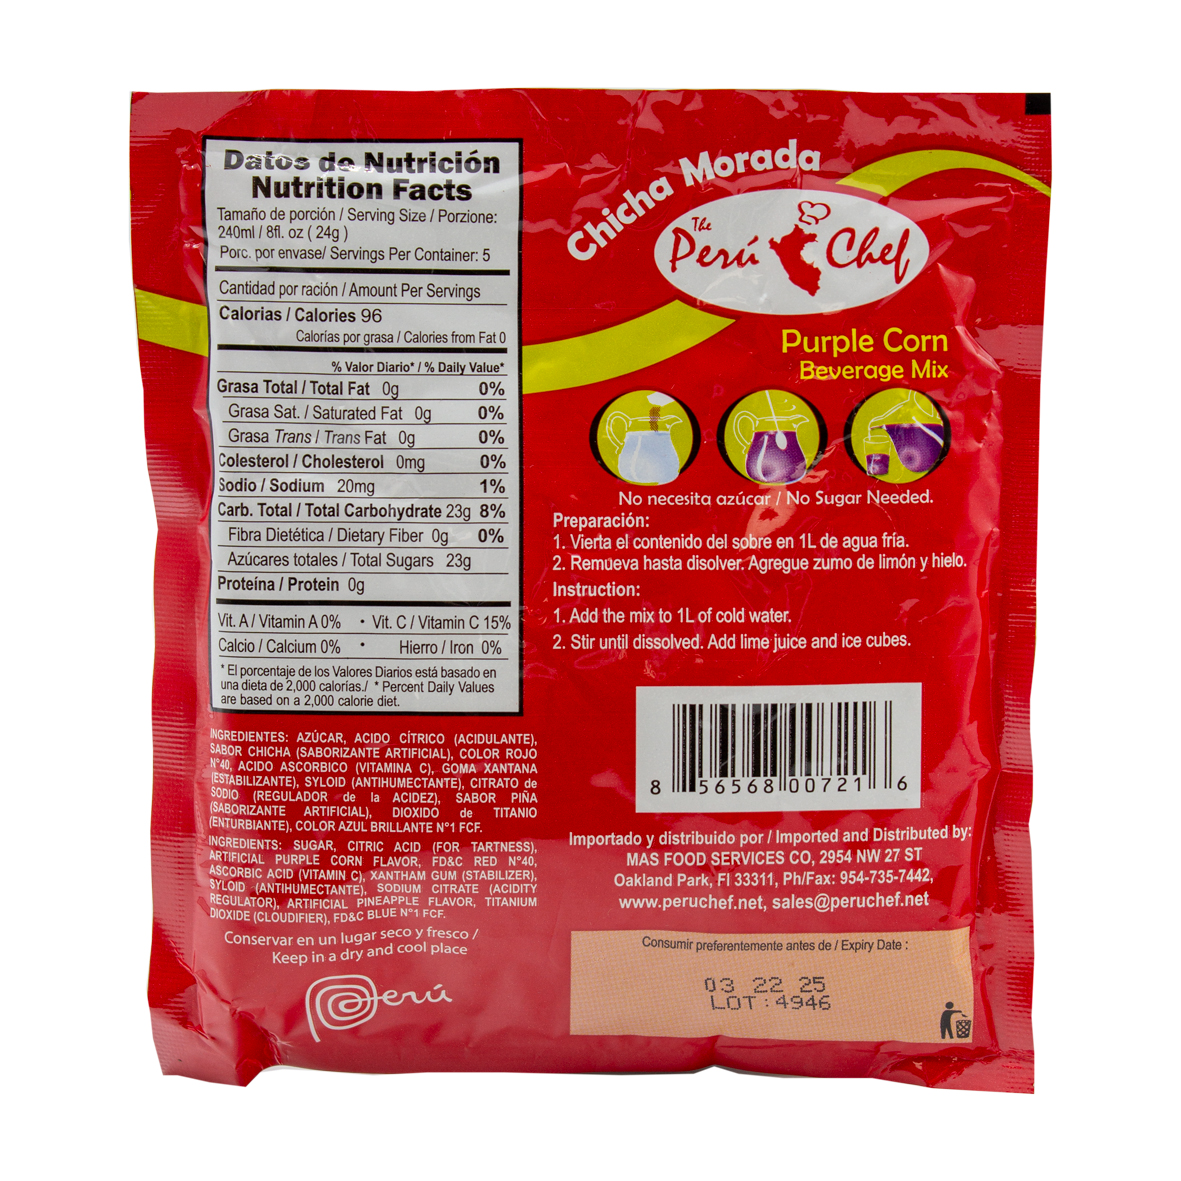 Datos de Nutrición
Nutrition Facts
Tamaño de porción / Serving Size / Porzione:
240ml / 8fl. oz ( 24g )
Porc. por envase/ Servings Per Container: 5
Cantidad por ración / Amount Per Servings
Calorias / Calories 96
Calorías por grasa / Calories from Fat 0
% Valor Diario* / % Daily Value*
Grasa Total / Total Fat 0g 0%
Grasa Sat. / Saturated Fat 0g 0%
Grasa Trans / Trans Fat 0g 0%
Colesterol / Cholesterol 0mg 0%
Sodio / Sodium 20mg 1%
Carb. Total / Total Carbohydrate 23g 8%
Fibra Dietética / Dietary Fiber 0g 0%
Azúcares totales / Total Sugars 23g
Proteína / Protein 0g
Vit. A / Vitamin A 0% • Vit. C / Vitamin C 15%
Calcio / Calcium 0% • Hierro / Iron 0%
* El porcentaje de los Valores Diarios está basado en
una dieta de 2,000 calorías./ * Percent Daily Values
are based on a 2,000 calorie diet.
INGREDIENTES: AZÚCAR, ACIDO CÍTRICO (ACIDULANTE),
SABOR CHICHA (SABORIZANTE ARTIFICIAL), COLOR ROJO
N°40, ACIDO ASCORBICO (VITAMINA C), GOMA XANTANA
(ESTABILIZANTE), SYLOID (ANTIHUMECTANTE), CITRATO de
SODIO (REGULADOR de la ACIDEZ), SABOR PIÑA
(SABORIZANTE ARTIFICIAL), DIOXIDO de TITANIO
(ENTURBIANTE), COLOR AZUL BRILLANTE N°1 FCF.
INGREDIENTS: SUGAR, CITRIC ACID (FOR TARTNESS),
ARTIFICIAL PURPLE CORN FLAVOR, FD&C RED N°40,
ASCORBIC ACID (VITAMIN C), XANTHAM GUM (STABILIZER),
SYLOID (ANTIHUMECTANTE), SODIUM CITRATE (ACIDITY
REGULATOR), ARTIFICIAL PINEAPPLE FLAVOR, TITANIUM
DIOXIDE (CLOUDIFIER), FD&C BLUE N°1 FCF.
Conservar en un lugar seco y fresco /
Keep in a dry and cool place
Perú
Chicha Morada
The
Perú Chef
Purple Corn
Beverage Mix
No necesita azúcar / No Sugar Needed.
Preparación:
1. Vierta el contenido del sobre en 1L de agua fría.
2. Remueva hasta disolver. Agregue zumo de limón y hielo.
Instruction:
1. Add the mix to 1L of cold water.
2. Stir until dissolved. Add lime juice and ice cubes.
8 56568 00721 6
Importado y distribuido por / Imported and Distributed by:
MAS FOOD SERVICES CO, 2954 NW 27 ST
Oakland Park, Fl 33311, Ph/Fax: 954-735-7442,
www.peruchef.net, sales@peruchef.net
Consumir preferentemente antes de / Expiry Date :
03 22 25
LOT : 4946